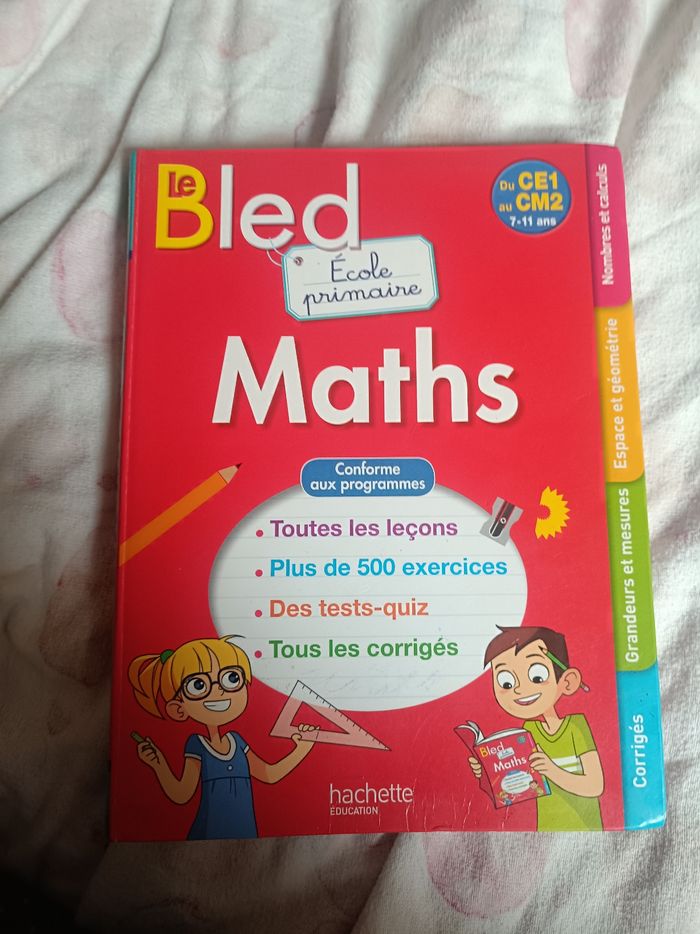 Le
Bled
École
primaire
Du CE1
au CM2
7-11 ans
Maths
Conforme
aux programmes
• Toutes les leçons
• Plus de 500 exercices
• Des tests-quiz
• Tous les corrigés
Nombres et calculs
Espace et géométrie
Grandeurs et mesures
Corrigés
Bled
Maths
hachette
ÉDUCATION